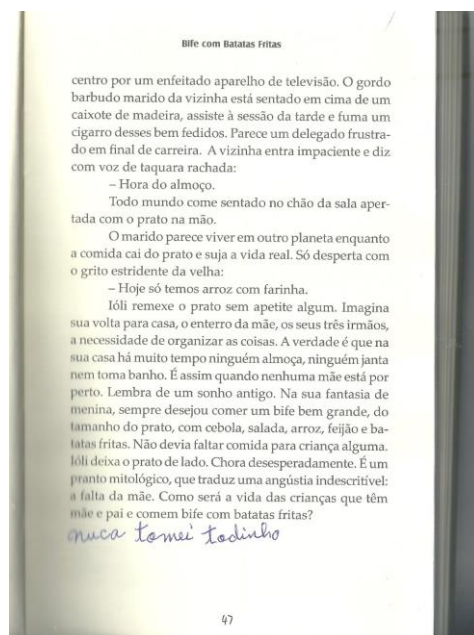 Bife com Batatas Fritas
centro por um enfeitado aparelho de televisão. O gordo
barbudo marido da vizinha está sentado em cima de um
caixote de madeira, assiste à sessão da tarde e fuma um
cigarro desses bem fedidos. Parece um delegado frustra-
do em final de carreira. A vizinha entra impaciente e diz
com voz de taquara rachada:
– Hora do almoço.
Todo mundo come sentado no chão da sala aper-
tada com o prato na mão.
O marido parece viver em outro planeta enquanto
a comida cai do prato e suja a vida real. Só desperta com
o grito estridente da velha:
– Hoje só temos arroz com farinha.
Ióli remexe o prato sem apetite algum. Imagina
sua volta para casa, o enterro da mãe, os seus três irmãos,
a necessidade de organizar as coisas. A verdade é que na
sua casa há muito tempo ninguém almoça, ninguém janta
nem toma banho. É assim quando nenhuma mãe está por
perto. Lembra de um sonho antigo. Na sua fantasia de
menina, sempre desejou comer um bife bem grande, do
tamanho do prato, com cebola, salada, arroz, feijão e ba-
tatas fritas. Não devia faltar comida para criança alguma.
Ióli deixa o prato de lado. Chora desesperadamente. É um
pranto mitológico, que traduz uma angústia indescritível:
a falta da mãe. Como será a vida das crianças que têm
mãe e pai e comem bife com batatas fritas?
nuca tomei todinho
47